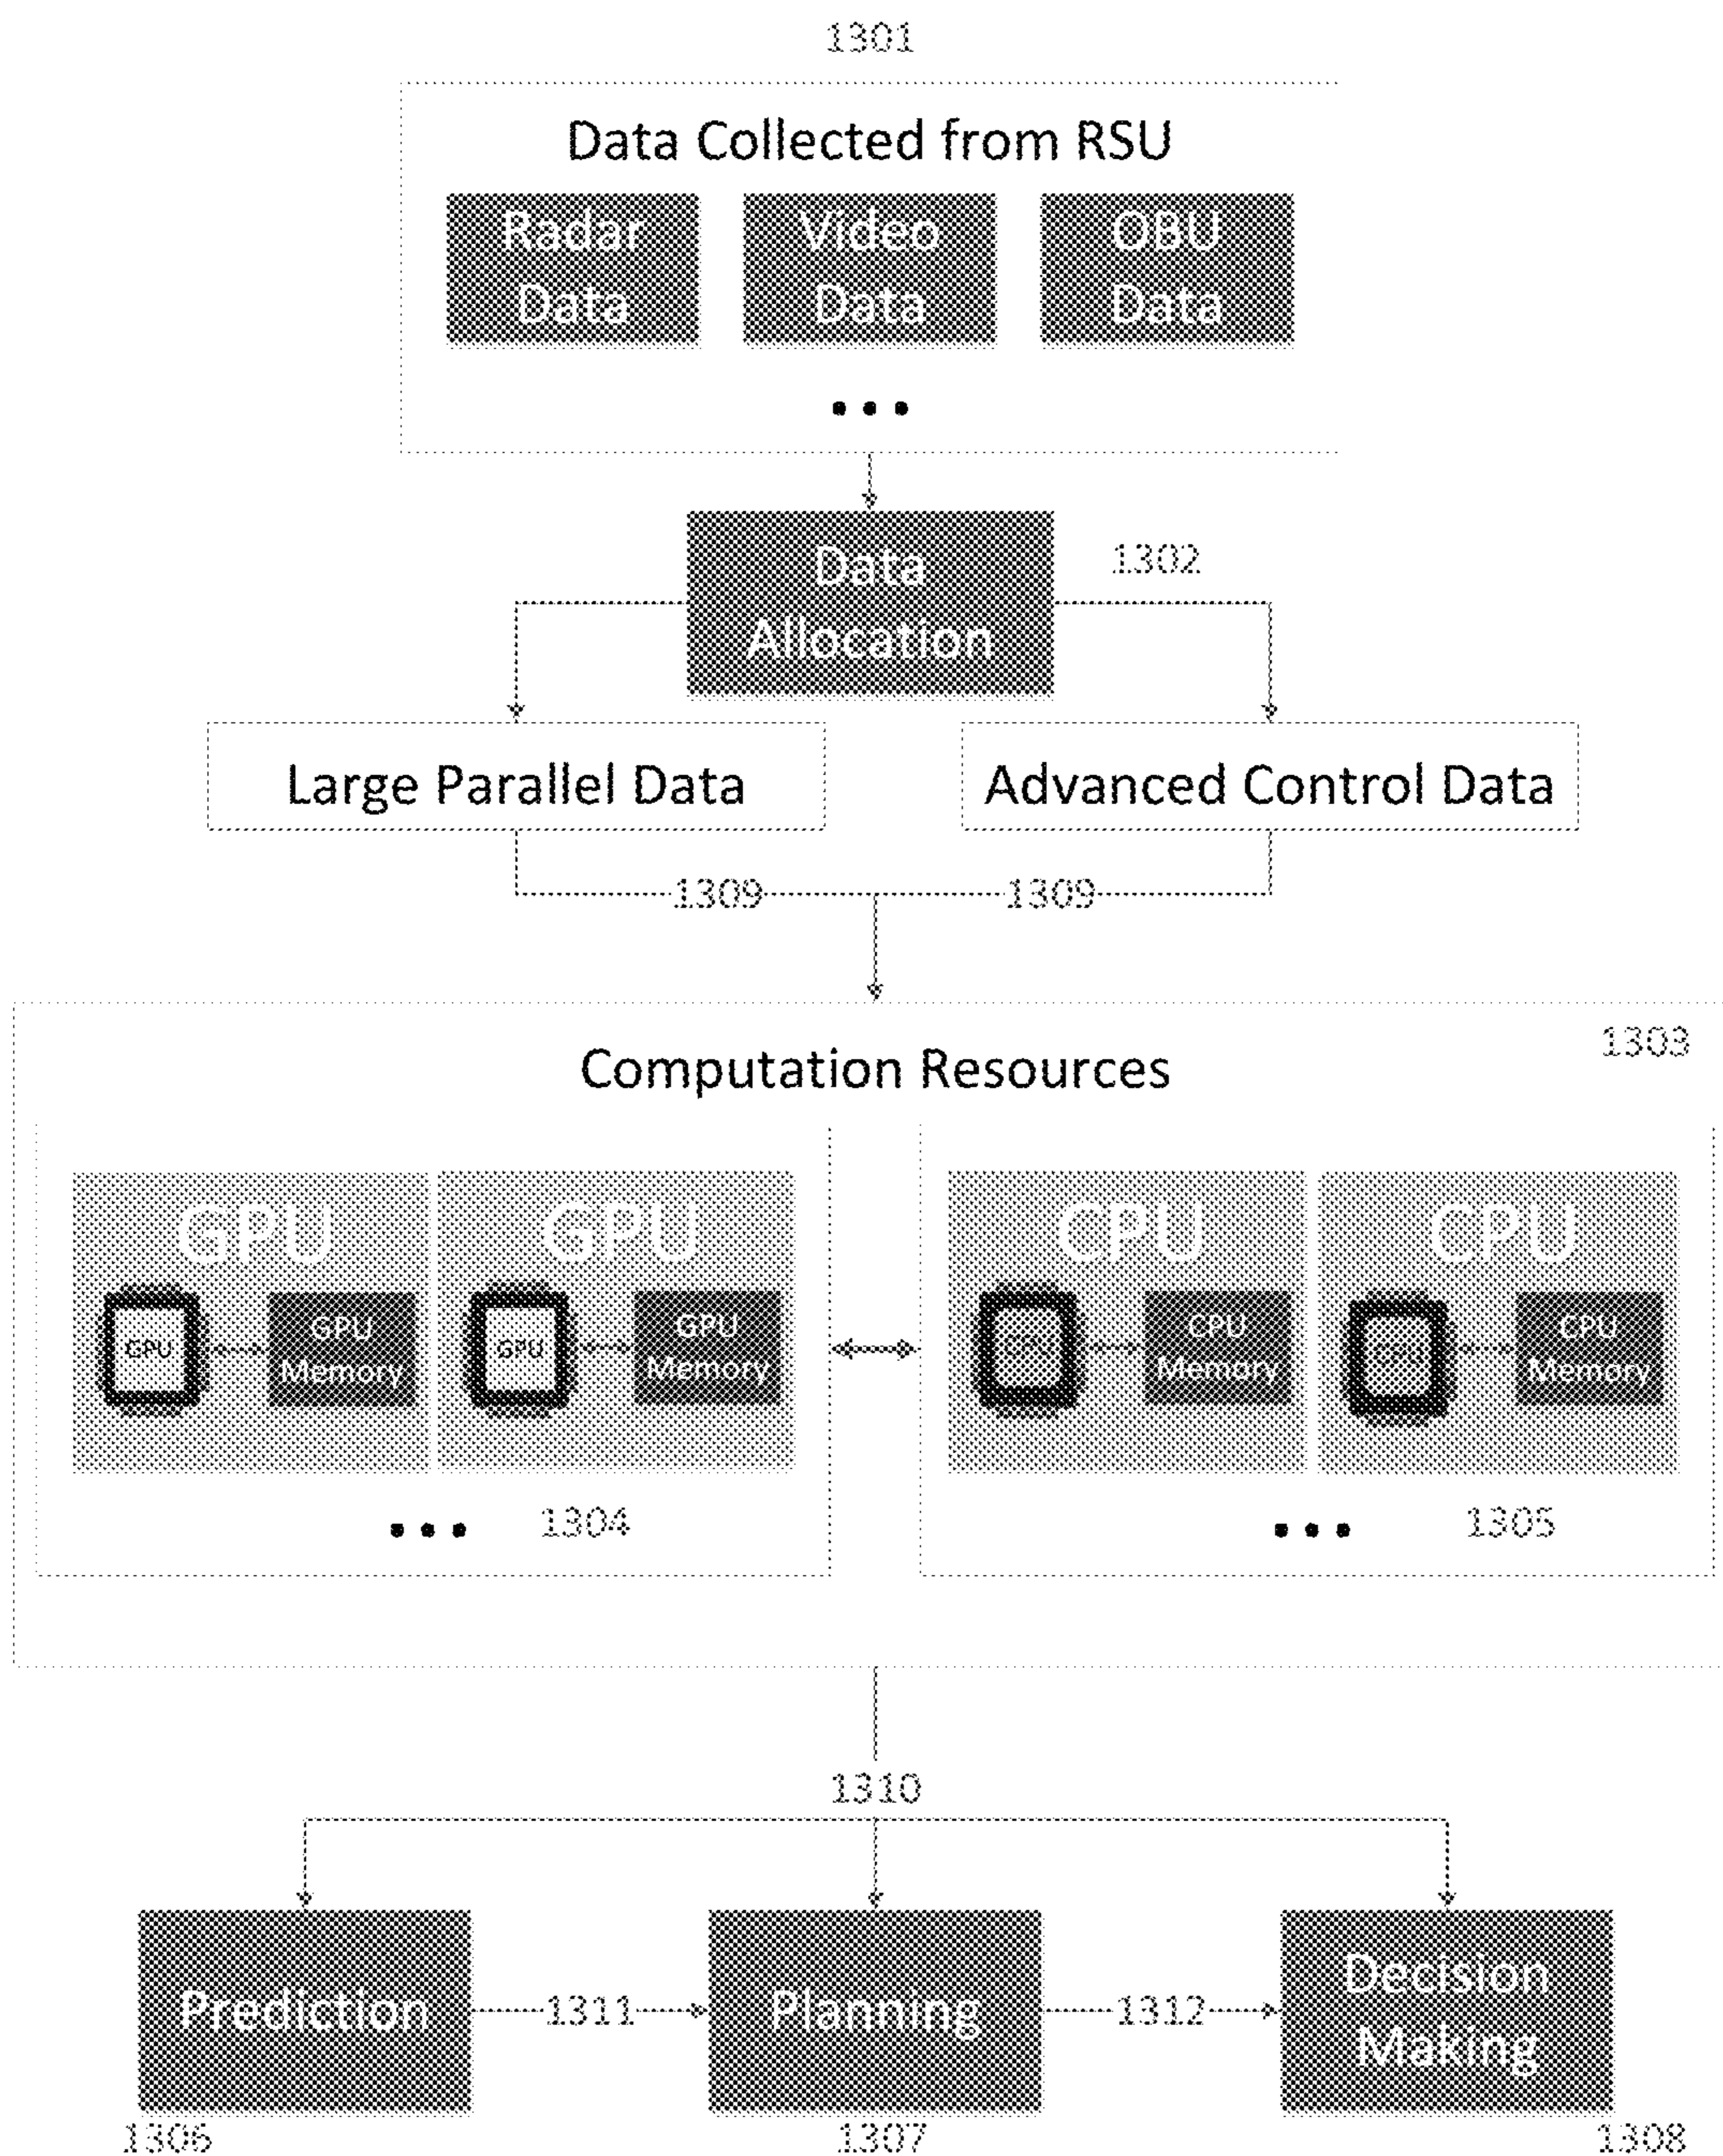 1301
Data Collected from RSU
Radar
Data
Video
Data
OBU
Data
•••
Data
Allocation
1302
Large Parallel Data
Advanced Control Data
1309
1309
1303
Computation Resources
GPU
GPU
GPU
Memory
GPU
GPU
GPU
Memory
•••
1304
CPU
CPU
Memory
CPU
CPU
Memory
•••
1305
1310
Prediction
1311
Planning
1312
Decision
Making
1306
1307
1308